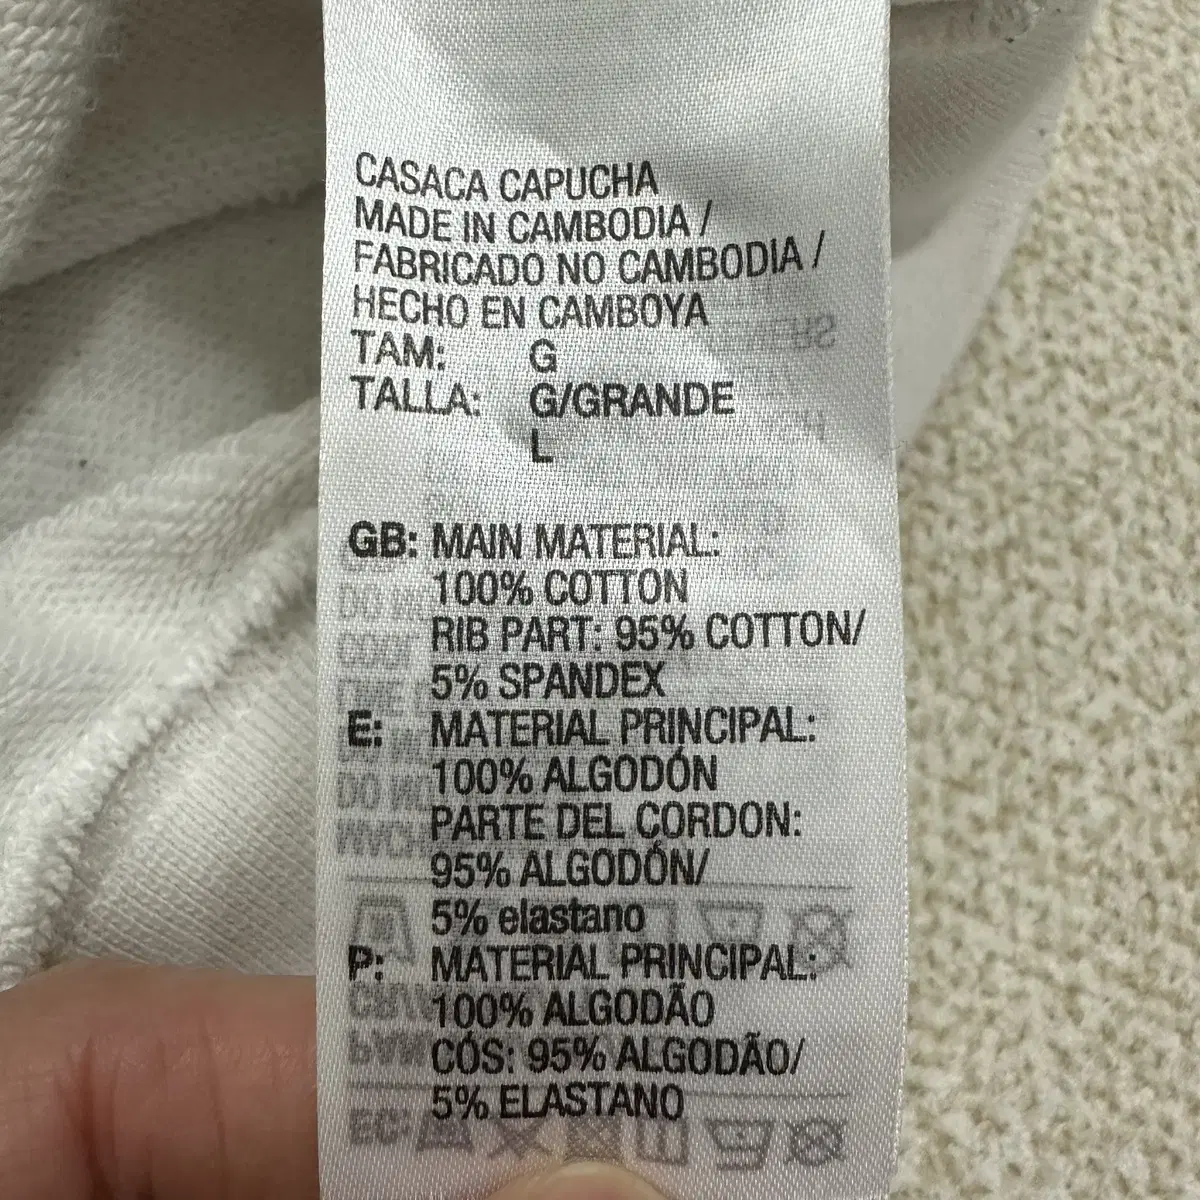 CASACA CAPUCHA
MADE IN CAMBODIA /
FABRICADO NO CAMBODIA /
HECHO EN CAMBOYA
TAM: G
TALLA: G/GRANDE
L
GB: MAIN MATERIAL:
100% COTTON
RIB PART: 95% COTTON/
5% SPANDEX
E: MATERIAL PRINCIPAL:
100% ALGODÓN
PARTE DEL CORDON:
95% ALGODÓN/
5% elastano
P: MATERIAL PRINCIPAL:
100% ALGODÃO
CÓS: 95% ALGODÃO/
5% ELASTANO